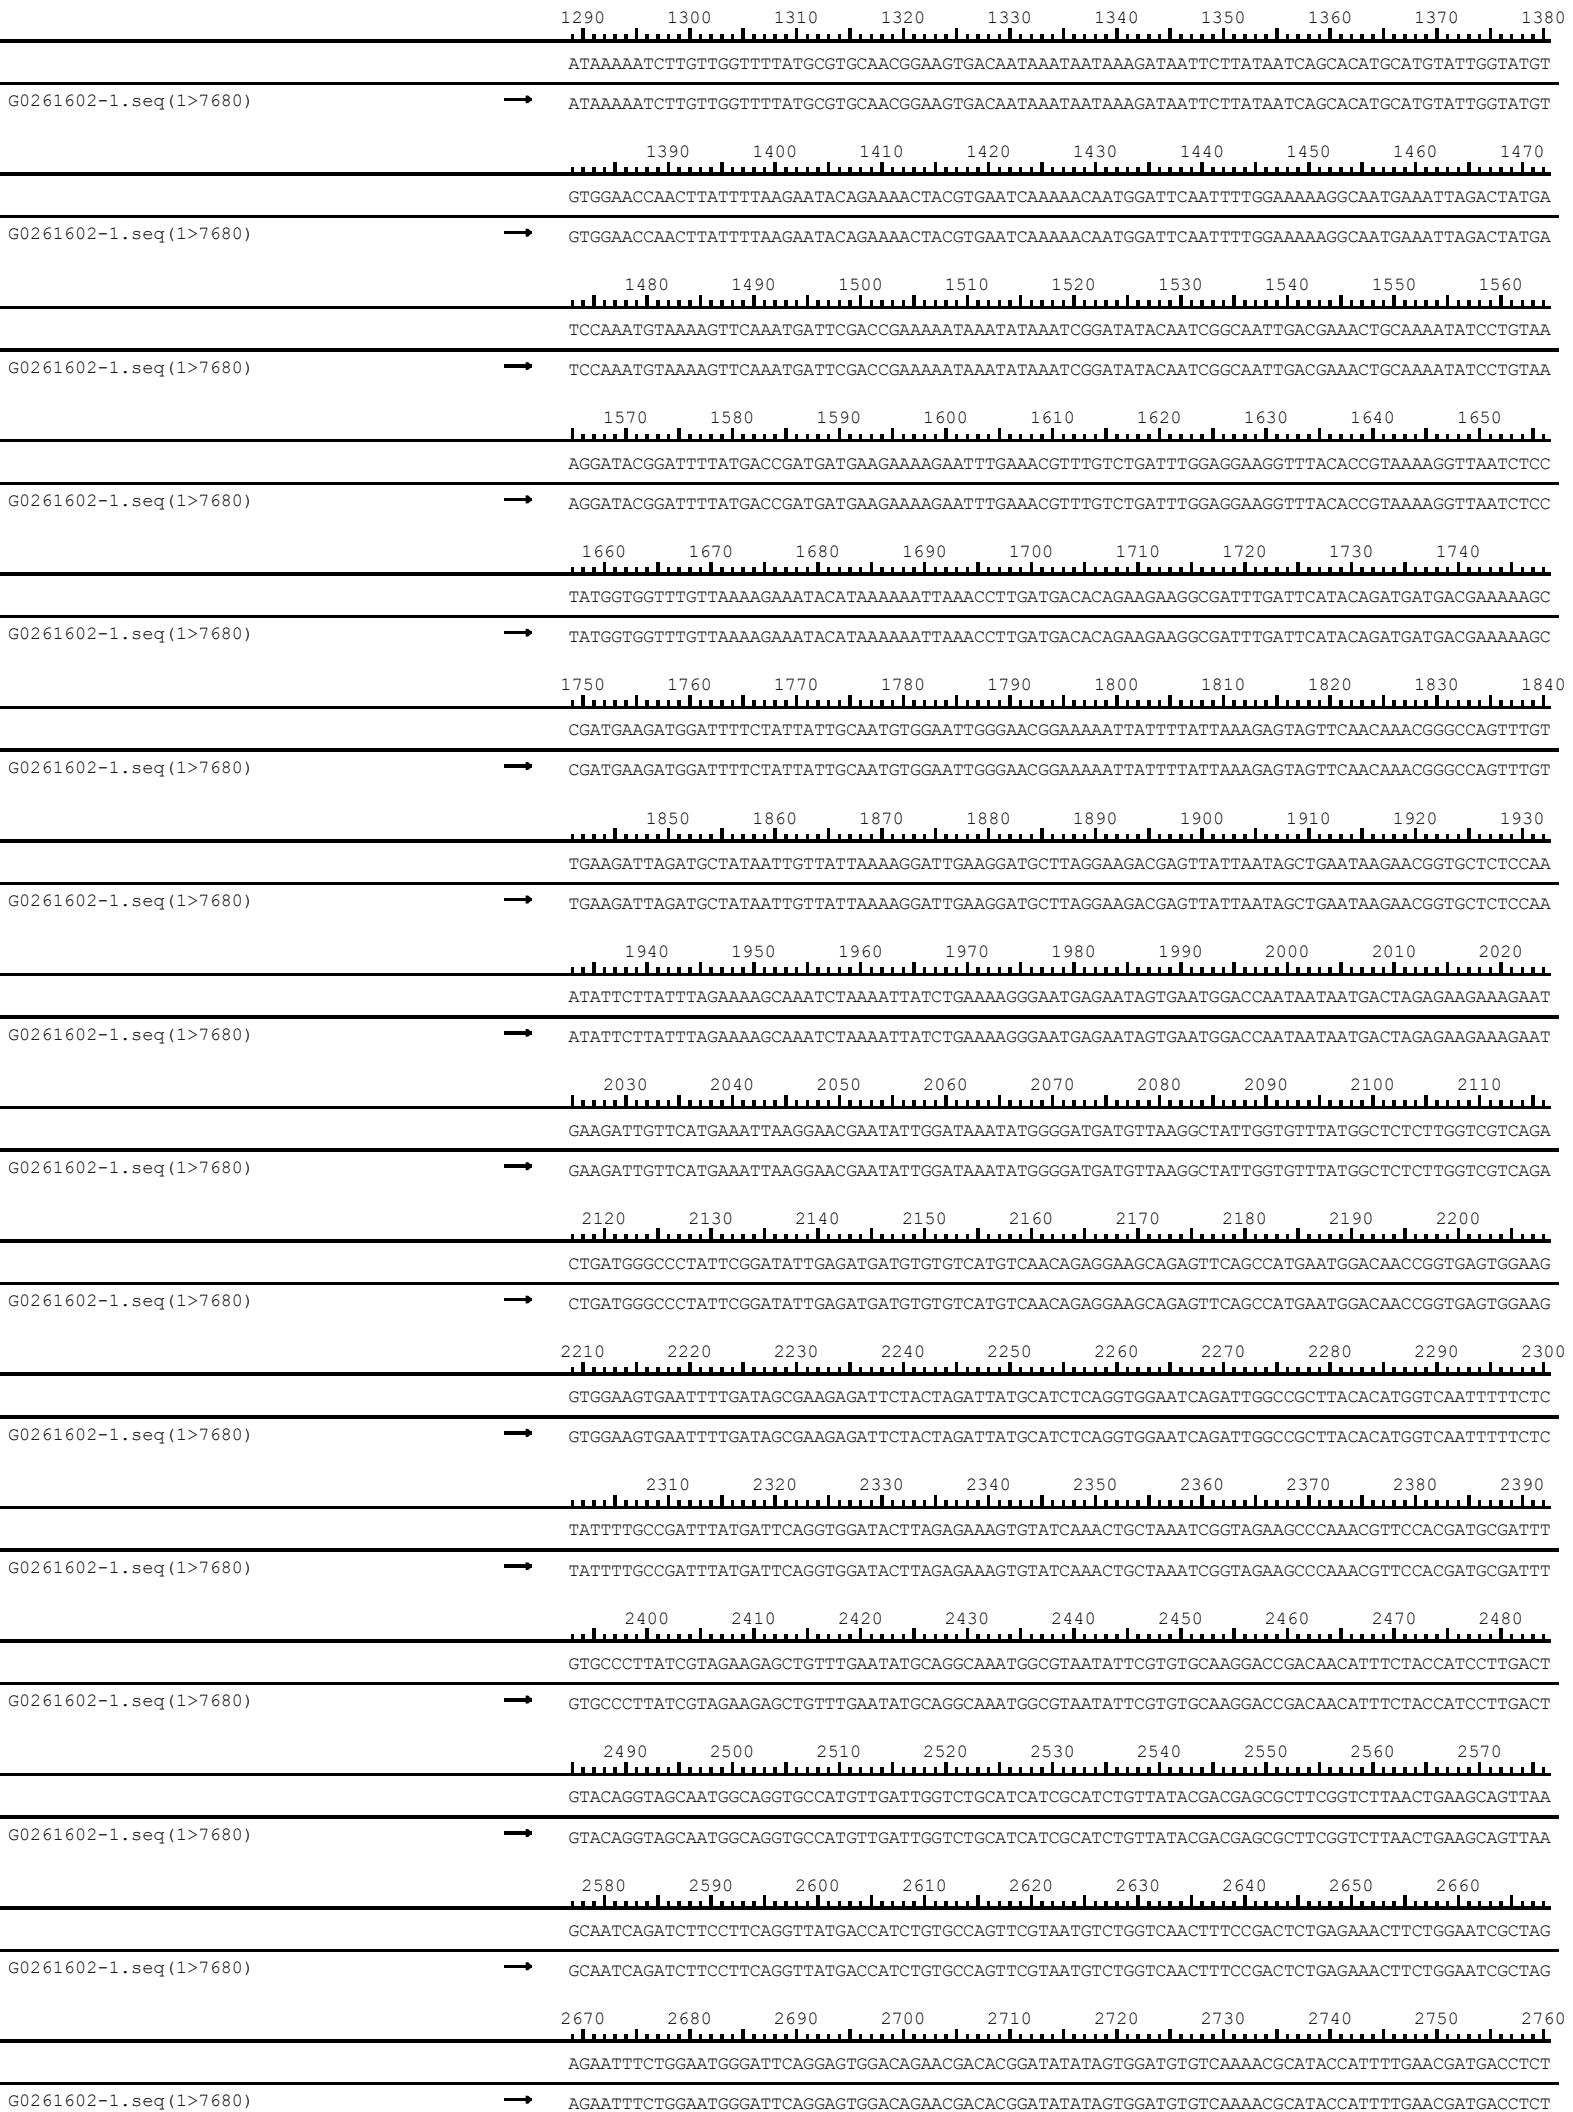 1290 1300 1310 1320 1330 1340 1350 1360 1370 1380
ATAAAAATCTTGTTGGTTTTATGCGTGCAACGGAAGTGACAATAAATAATAAAGATAATTCTTATAATCAGCACATGCATGTATTGGTATGT
G0261602-1.seq(1>7680) → ATAAAAATCTTGTTGGTTTTATGCGTGCAACGGAAGTGACAATAAATAATAAAGATAATTCTTATAATCAGCACATGCATGTATTGGTATGT
1390 1400 1410 1420 1430 1440 1450 1460 1470
GTGGAACCAACTTATTTTAAGAATACAGAAAACTACGTGAATCAAAAACAATGGATTCAATTTTGGAAAAAGGCAATGAAATTAGACTATGA
G0261602-1.seq(1>7680) → GTGGAACCAACTTATTTTAAGAATACAGAAAACTACGTGAATCAAAAACAATGGATTCAATTTTGGAAAAAGGCAATGAAATTAGACTATGA
1480 1490 1500 1510 1520 1530 1540 1550 1560
TCCAAATGTAAAAGTTCAAATGATTCGACCGAAAAATAAATATAAATCGGATATACAATCGGCAATTGACGAAACTGCAAAATATCCTGTAA
G0261602-1.seq(1>7680) → TCCAAATGTAAAAGTTCAAATGATTCGACCGAAAAATAAATATAAATCGGATATACAATCGGCAATTGACGAAACTGCAAAATATCCTGTAA
1570 1580 1590 1600 1610 1620 1630 1640 1650
AGGATACGGATTTTATGACCGATGATGAAGAAAAGAATTTGAAACGTTTGTCTGATTTGGAGGAAGGTTTACACCGTAAAAGGTTAATCTCC
G0261602-1.seq(1>7680) → AGGATACGGATTTTATGACCGATGATGAAGAAAAGAATTTGAAACGTTTGTCTGATTTGGAGGAAGGTTTACACCGTAAAAGGTTAATCTCC
1660 1670 1680 1690 1700 1710 1720 1730 1740
TATGGTGGTTTGTTAAAAGAAATACATAAAAAATTAAACCTTGATGACACAGAAGAAGGCGATTTGATTCATACAGATGATGACGAAAAAGC
G0261602-1.seq(1>7680) → TATGGTGGTTTGTTAAAAGAAATACATAAAAAATTAAACCTTGATGACACAGAAGAAGGCGATTTGATTCATACAGATGATGACGAAAAAGC
1750 1760 1770 1780 1790 1800 1810 1820 1830 1840
CGATGAAGATGGATTTTCTATTATTGCAATGTGGAATTGGGAACGGAAAAATTATTTTATTAAAGAGTAGTTCAACAAACGGGCCAGTTTGT
G0261602-1.seq(1>7680) → CGATGAAGATGGATTTTCTATTATTGCAATGTGGAATTGGGAACGGAAAAATTATTTTATTAAAGAGTAGTTCAACAAACGGGCCAGTTTGT
1850 1860 1870 1880 1890 1900 1910 1920 1930
TGAAGATTAGATGCTATAATTGTTATTAAAAGGATTGAAGGATGCTTAGGAAGACGAGTTATTAATAGCTGAATAAGAACGGTGCTCTCCAA
G0261602-1.seq(1>7680) → TGAAGATTAGATGCTATAATTGTTATTAAAAGGATTGAAGGATGCTTAGGAAGACGAGTTATTAATAGCTGAATAAGAACGGTGCTCTCCAA
1940 1950 1960 1970 1980 1990 2000 2010 2020
ATATTCTTATTTAGAAAAGCAAATCTAAAATTATCTGAAAAGGGAATGAGAATAGTGAATGGACCAATAATAATGACTAGAGAAGAAAGAAT
G0261602-1.seq(1>7680) → ATATTCTTATTTAGAAAAGCAAATCTAAAATTATCTGAAAAGGGAATGAGAATAGTGAATGGACCAATAATAATGACTAGAGAAGAAAGAAT
2030 2040 2050 2060 2070 2080 2090 2100 2110
GAAGATTGTTCATGAAATTAAGGAACGAATATTGGATAAATATGGGGATGATGTTAAGGCTATTGGTGTTTATGGCTCTCTTGGTCGTCAGA
G0261602-1.seq(1>7680) → GAAGATTGTTCATGAAATTAAGGAACGAATATTGGATAAATATGGGGATGATGTTAAGGCTATTGGTGTTTATGGCTCTCTTGGTCGTCAGA
2120 2130 2140 2150 2160 2170 2180 2190 2200
CTGATGGGCCCTATTCGGATATTGAGATGATGTGTGTCATGTCAACAGAGGAAGCAGAGTTCAGCCATGAATGGACAACCGGTGAGTGGAAG
G0261602-1.seq(1>7680) → CTGATGGGCCCTATTCGGATATTGAGATGATGTGTGTCATGTCAACAGAGGAAGCAGAGTTCAGCCATGAATGGACAACCGGTGAGTGGAAG
2210 2220 2230 2240 2250 2260 2270 2280 2290 2300
GTGGAAGTGAATTTTGATAGCGAAGAGATTCTACTAGATTATGCATCTCAGGTGGAATCAGATTGGCCGCTTACACATGGTCAATTTTTCTC
G0261602-1.seq(1>7680) → GTGGAAGTGAATTTTGATAGCGAAGAGATTCTACTAGATTATGCATCTCAGGTGGAATCAGATTGGCCGCTTACACATGGTCAATTTTTCTC
2310 2320 2330 2340 2350 2360 2370 2380 2390
TATTTTGCCGATTTATGATTCAGGTGGATACTTAGAGAAAGTGTATCAAACTGCTAAATCGGTAGAAGCCCAAACGTTCCACGATGCGATTT
G0261602-1.seq(1>7680) → TATTTTGCCGATTTATGATTCAGGTGGATACTTAGAGAAAGTGTATCAAACTGCTAAATCGGTAGAAGCCCAAACGTTCCACGATGCGATTT
2400 2410 2420 2430 2440 2450 2460 2470 2480
GTGCCCTTATCGTAGAAGAGCTGTTTGAATATGCAGGCAAATGGCGTAATATTCGTGTGCAAGGACCGACAACATTTCTACCATCCTTGACT
G0261602-1.seq(1>7680) → GTGCCCTTATCGTAGAAGAGCTGTTTGAATATGCAGGCAAATGGCGTAATATTCGTGTGCAAGGACCGACAACATTTCTACCATCCTTGACT
2490 2500 2510 2520 2530 2540 2550 2560 2570
GTACAGGTAGCAATGGCAGGTGCCATGTTGATTGGTCTGCATCATCGCATCTGTTATACGACGAGCGCTTCGGTCTTAACTGAAGCAGTTAA
G0261602-1.seq(1>7680) → GTACAGGTAGCAATGGCAGGTGCCATGTTGATTGGTCTGCATCATCGCATCTGTTATACGACGAGCGCTTCGGTCTTAACTGAAGCAGTTAA
2580 2590 2600 2610 2620 2630 2640 2650 2660
GCAATCAGATCTTCCTTCAGGTTATGACCATCTGTGCCAGTTCGTAATGTCTGGTCAACTTTCCGACTCTGAGAAACTTCTGGAATCGCTAG
G0261602-1.seq(1>7680) → GCAATCAGATCTTCCTTCAGGTTATGACCATCTGTGCCAGTTCGTAATGTCTGGTCAACTTTCCGACTCTGAGAAACTTCTGGAATCGCTAG
2670 2680 2690 2700 2710 2720 2730 2740 2750 2760
AGAATTTCTGGAATGGGATTCAGGAGTGGACAGAACGACACGGATATATAGTGGATGTGTCAAAACGCATACCATTTTGAACGATGACCTCT
G0261602-1.seq(1>7680) → AGAATTTCTGGAATGGGATTCAGGAGTGGACAGAACGACACGGATATATAGTGGATGTGTCAAAACGCATACCATTTTGAACGATGACCTCT